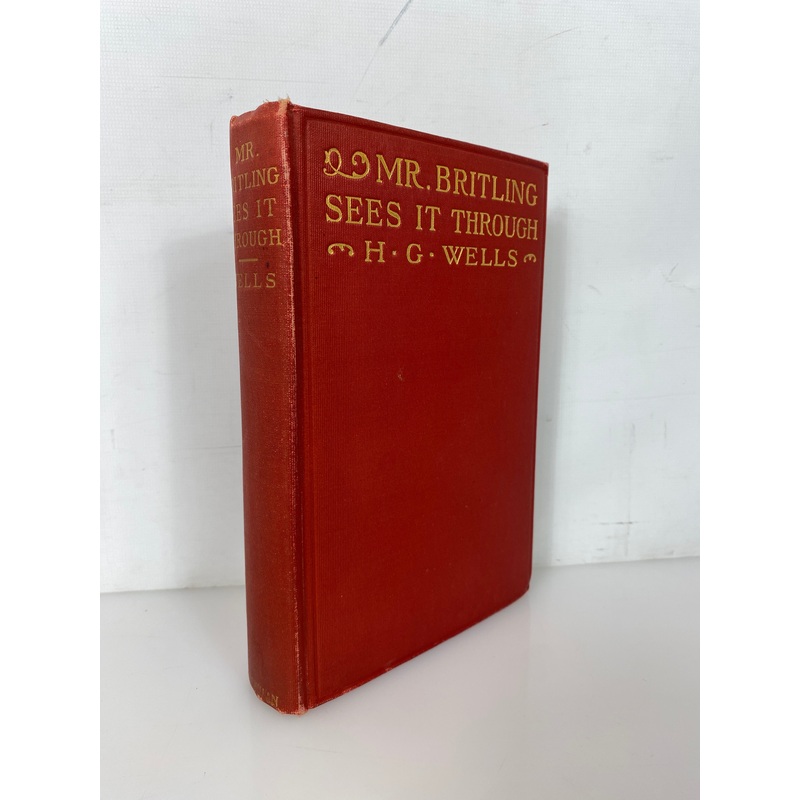 MR. BRITLING
SEES IT THROUGH
H·G·WELLS
MR.